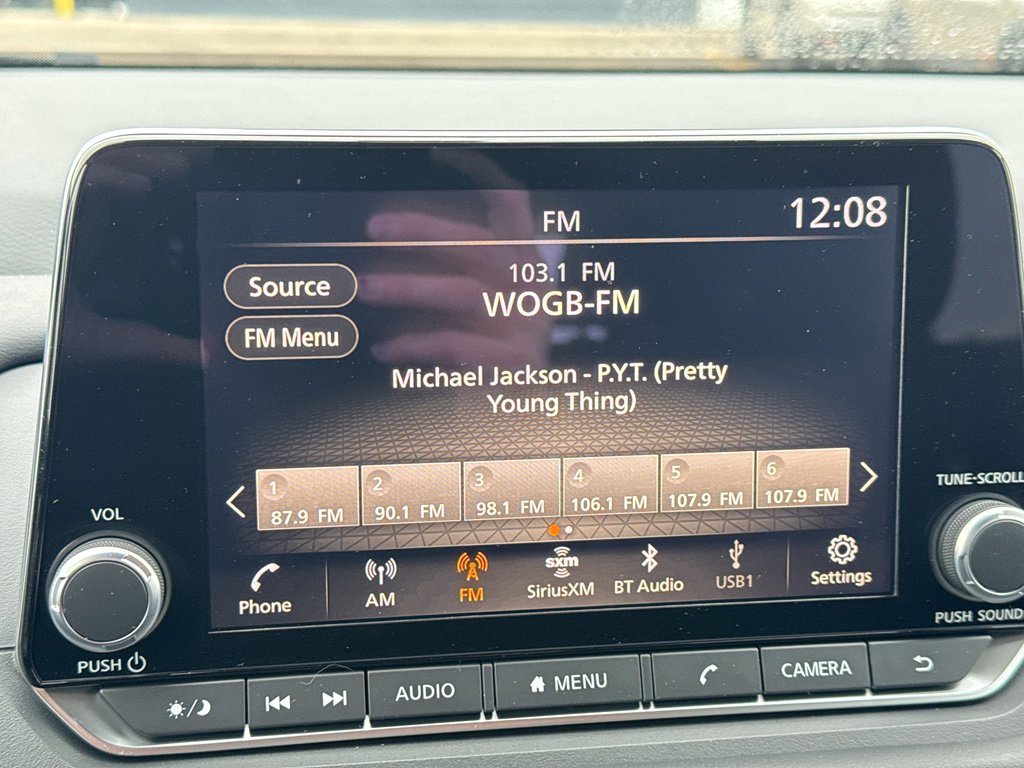 FM
12:08
Source
103.1 FM
WOGB-FM
FM Menu
Michael Jackson - P.Y.T. (Pretty
Young Thing)
1
87.9 FM
2
90.1 FM
3
98.1 FM
4
106.1 FM
5
107.9 FM
6
107.9 FM
VOL
TUNE-SCROLL
Phone
AM
FM
sxm
SiriusXM
BT Audio
USB1
Settings
PUSH
PUSH SOUND
AUDIO
MENU
CAMERA